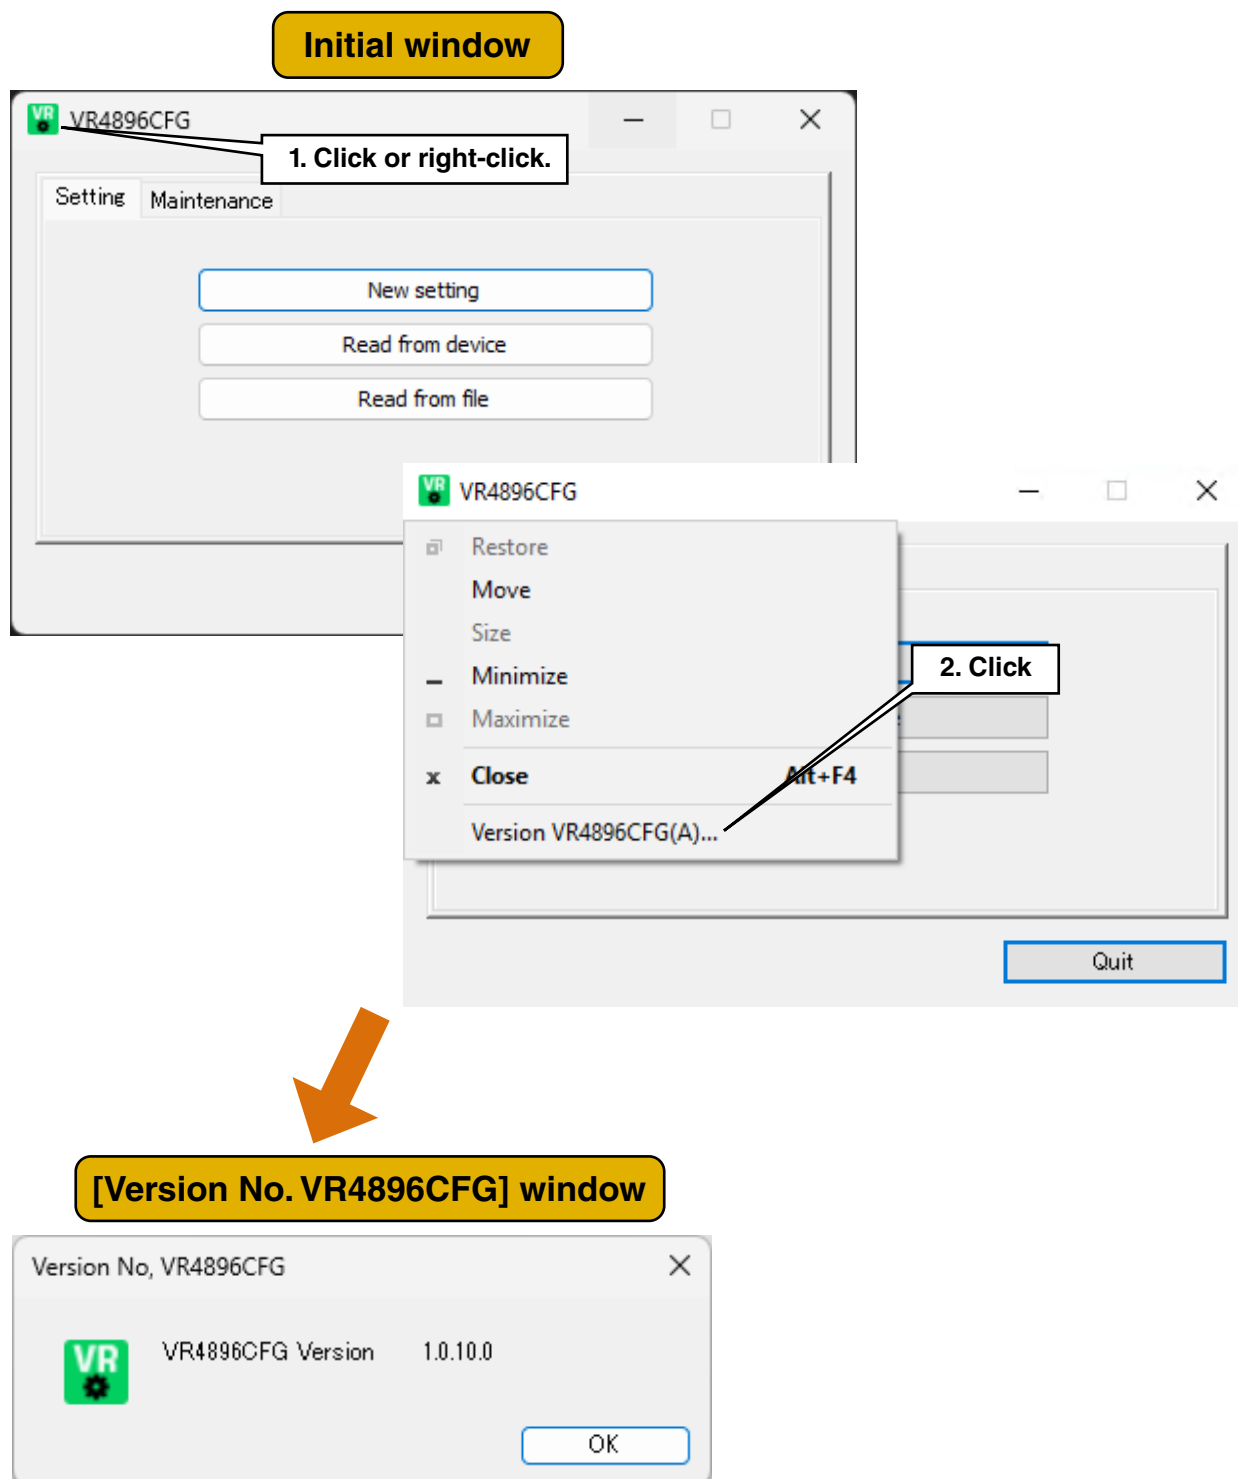 Initial window
VR
VR4896CFG
1. Click or right-click.
Setting
Maintenance
New setting
Read from device
Read from file
VR
VR4896CFG
Restore
Move
Size
2. Click
Minimize
Maximize
Close Alt+F4
Version VR4896CFG(A)...
Quit
[Version No. VR4896CFG] window
Version No, VR4896CFG
VR
VR4896CFG Version 1.0.10.0
OK